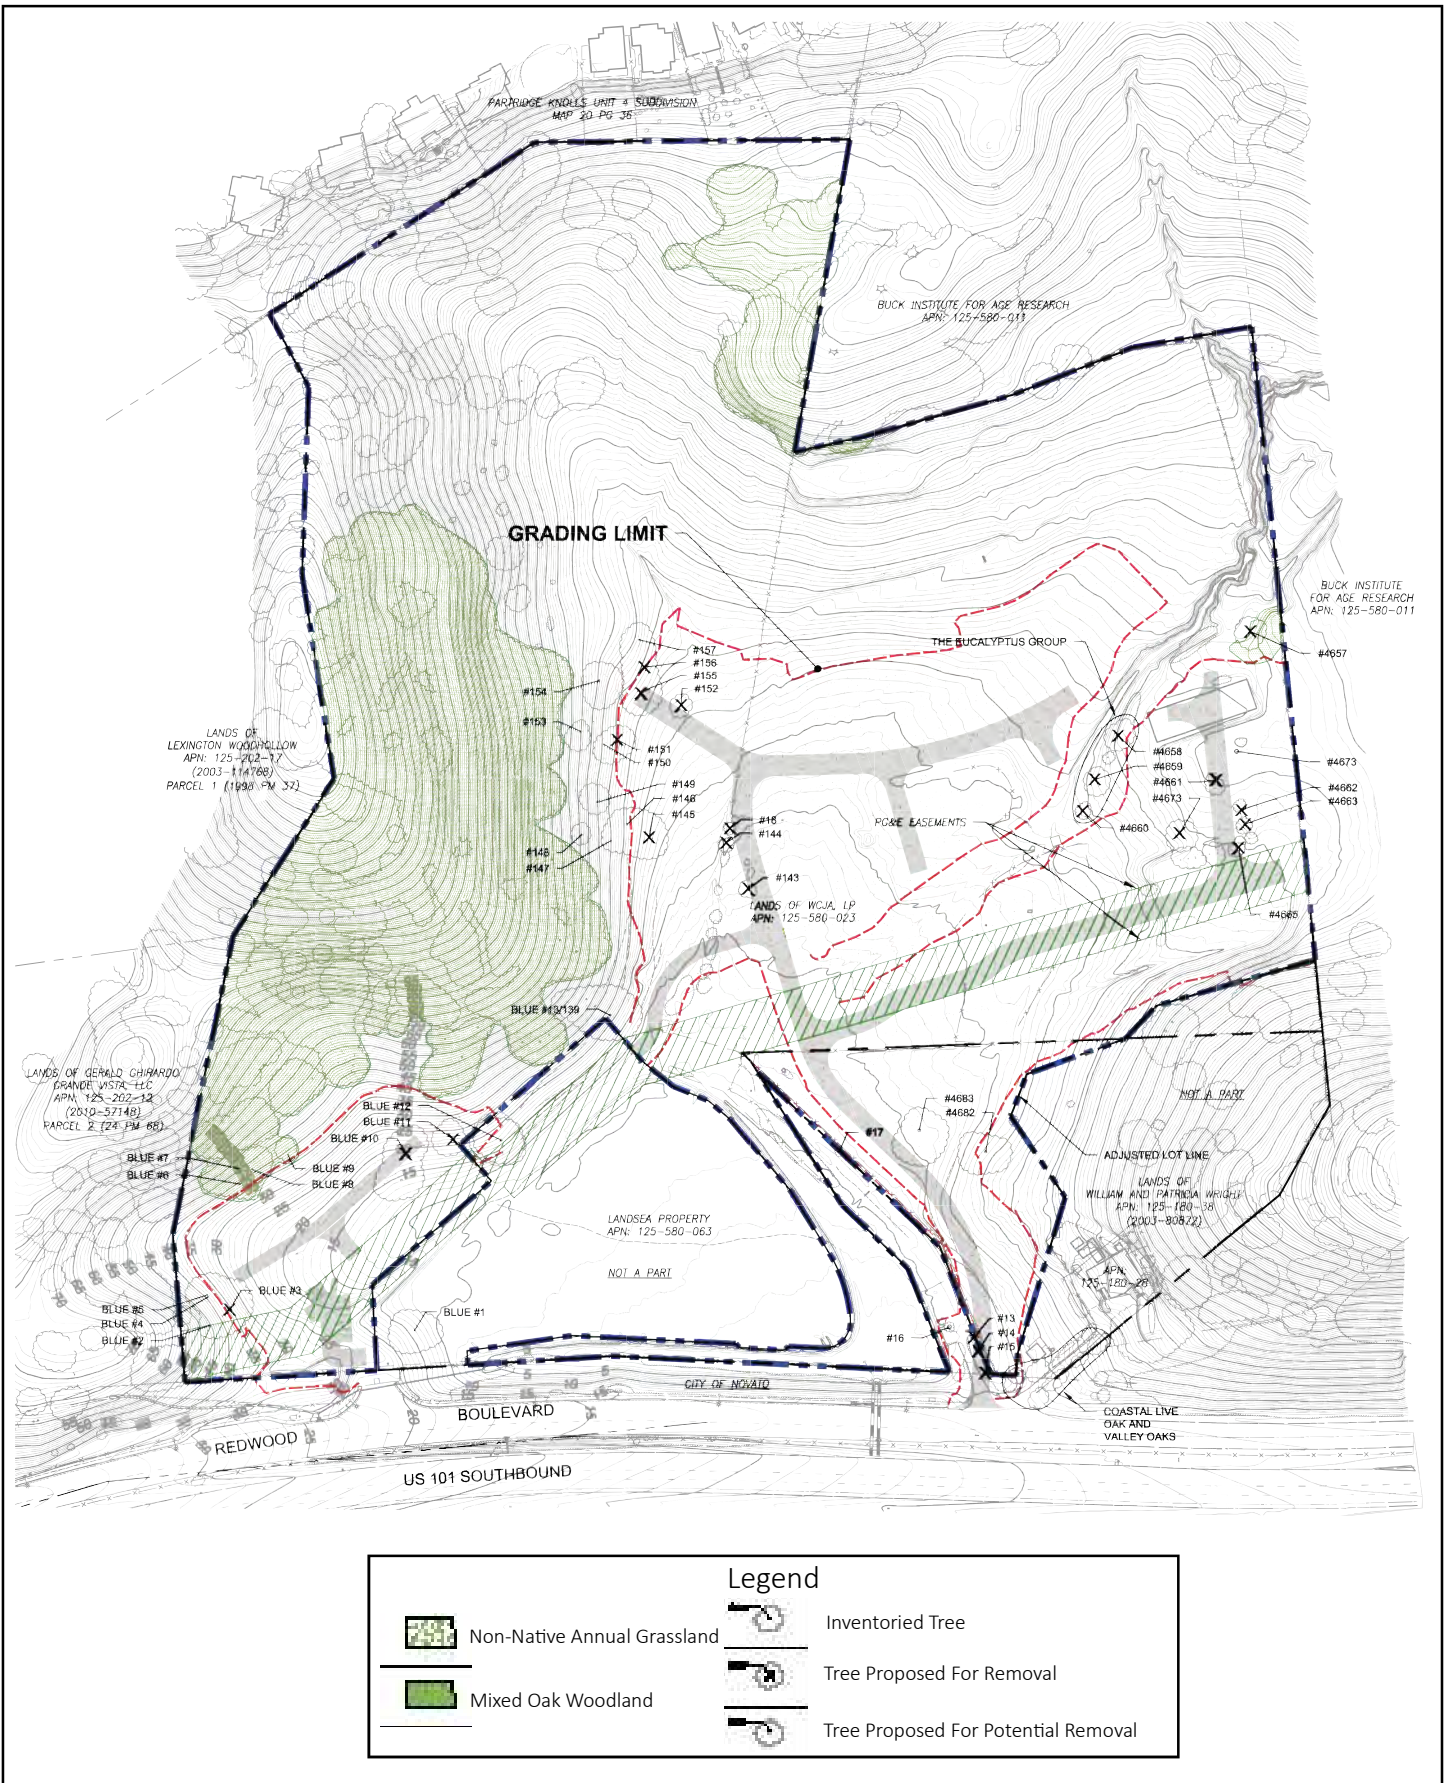 PARTRIDGE KNOLLS UNIT 4 SUBDIVISION
MAP 20 PG 36
BUCK INSTITUTE FOR AGE RESEARCH
APN: 125-580-011
GRADING LIMIT
BUCK INSTITUTE
FOR AGE RESEARCH
APN: 125-580-011
THE EUCALYPTUS GROUP
#4657
#157
#156
#155
#152
#154
#153
#151
#150
#149
#146
#145
#148
#147
#16
#144
#143
LANDS OF
LEXINGTON WOODHOLLOW
APN: 125-202-17
(2003-114768)
PARCEL 1 (1998 PM 37)
#4658
#4659
#4661
#4673
#4660
#4673
#4662
#4663
#4665
PG&E EASEMENTS
LANDS OF WCJA, LP
APN: 125-580-023
BLUE #13/139
LANDS OF GERALD GHIRARDO
GRANDE VISTA, LLC
APN: 125-202-12
(2010-57148)
PARCEL 2 (24 PM 68)
BLUE #12
BLUE #11
BLUE #10
BLUE #7
BLUE #6
BLUE #9
BLUE #8
#4683
#4682
#17
NOT A PART
ADJUSTED LOT LINE
LANDS OF
WILLIAM AND PATRICIA WRIGHT
APN: 125-180-38
(2003-80872)
APN:
125-180-28
LANDSEA PROPERTY
APN: 125-580-063
NOT A PART
BLUE #3
BLUE #5
BLUE #4
BLUE #2
BLUE #1
#16
#13
#14
#15
CITY OF NOVATO
COASTAL LIVE
OAK AND
VALLEY OAKS
REDWOOD BOULEVARD
US 101 SOUTHBOUND
Legend
Non-Native Annual Grassland
Mixed Oak Woodland
Inventoried Tree
Tree Proposed For Removal
Tree Proposed For Potential Removal